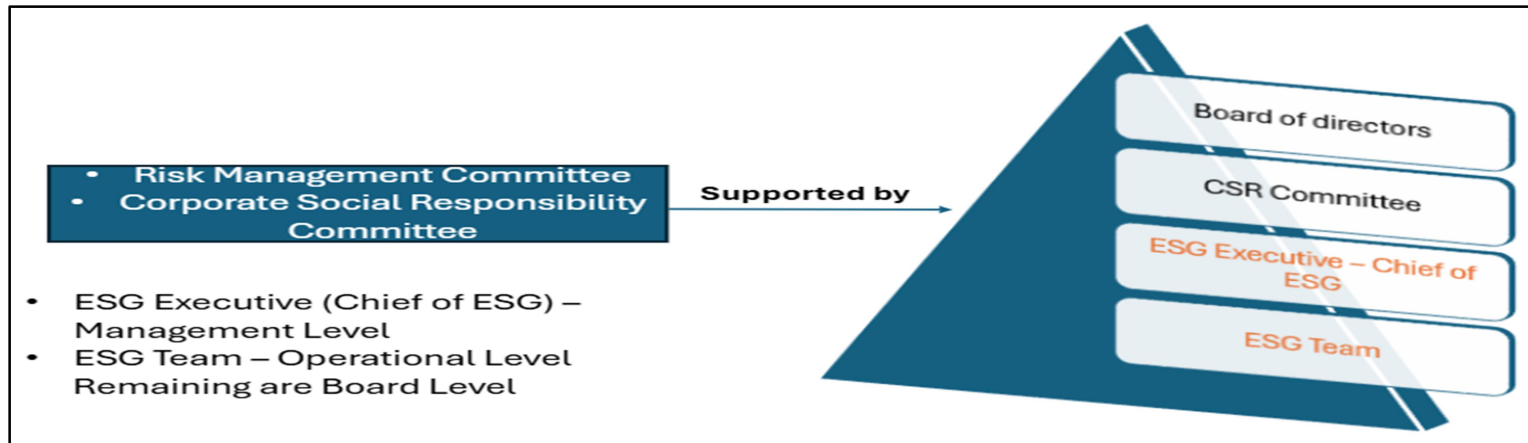 • Risk Management Committee
• Corporate Social Responsibility
Committee
Supported by
• ESG Executive (Chief of ESG) –
Management Level
• ESG Team – Operational Level
Remaining are Board Level
Board of directors
CSR Committee
ESG Executive – Chief of
ESG
ESG Team